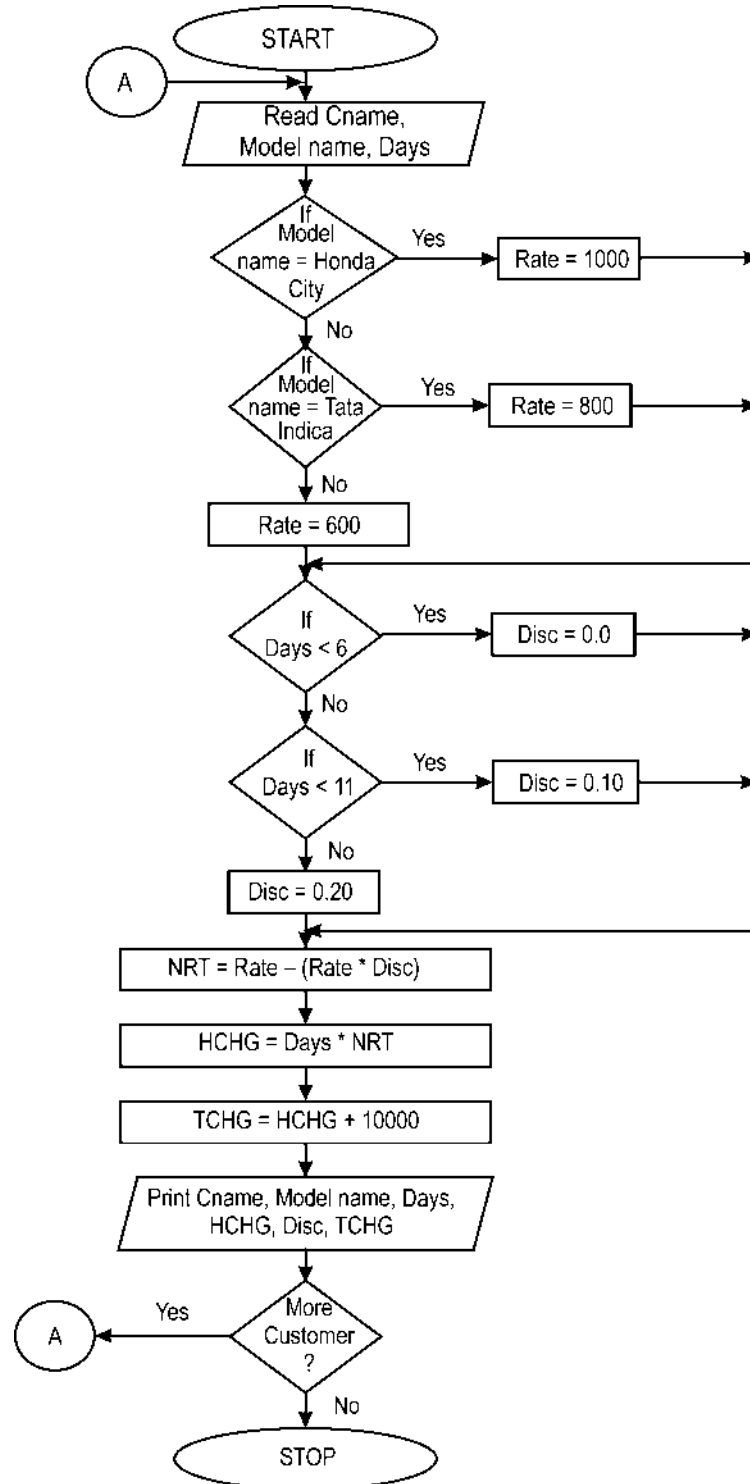 START
A
Read Cname,
Model name, Days
If
Model
name = Honda
City
Yes
Rate = 1000
No
If
Model
name = Tata
Indica
Yes
Rate = 800
No
Rate = 600
If
Days < 6
Yes
Disc = 0.0
No
If
Days < 11
Yes
Disc = 0.10
No
Disc = 0.20
NRT = Rate – (Rate * Disc)
HCHG = Days * NRT
TCHG = HCHG + 10000
Print Cname, Model name, Days,
HCHG, Disc, TCHG
More
Customer
?
Yes
A
No
STOP